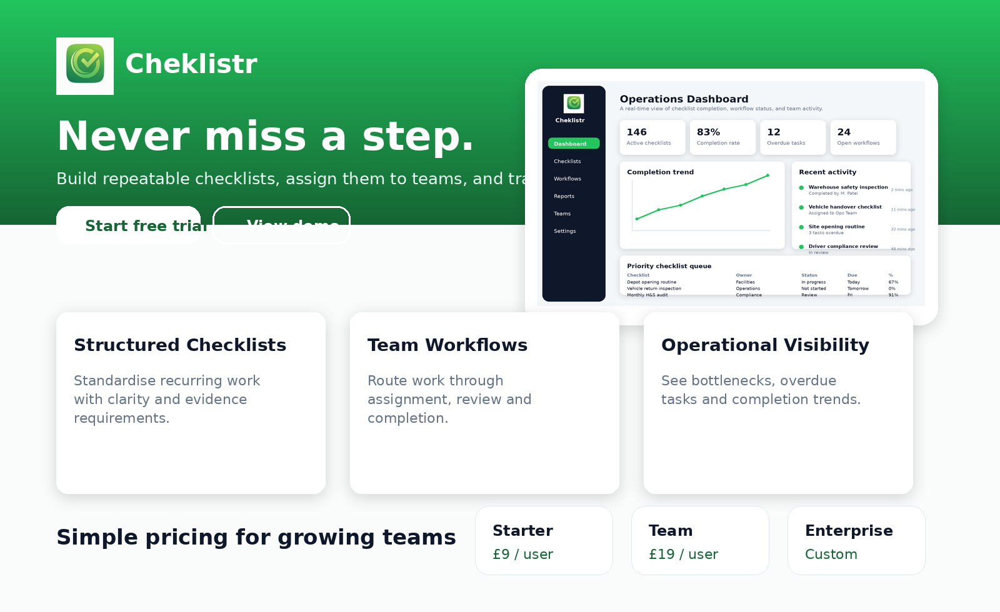 Cheklistr
Never miss a step.
Build repeatable checklists, assign them to teams, and tra
Start free trial
View demo
Cheklistr
Dashboard
Checklists
Workflows
Reports
Teams
Settings
Operations Dashboard
A real-time view of checklist completion, workflow status, and team activity.
146
Active checklists
83%
Completion rate
12
Overdue tasks
24
Open workflows
Completion trend
Recent activity
Warehouse safety inspection 2 mins ago
Completed by M. Patel
Vehicle handover checklist 11 mins ago
Assigned to Ops Team
Site opening routine 22 mins ago
3 tasks overdue
Driver compliance review 48 mins ago
In review
Priority checklist queue
Checklist Owner Status Due %
Depot opening routine Facilities In progress Today 67%
Vehicle return inspection Operations Not started Tomorrow 0%
Monthly H&S audit Compliance Review Fri 91%
Structured Checklists
Standardise recurring work
with clarity and evidence
requirements.
Team Workflows
Route work through
assignment, review and
completion.
Operational Visibility
See bottlenecks, overdue
tasks and completion trends.
Simple pricing for growing teams
Starter
£9 / user
Team
£19 / user
Enterprise
Custom